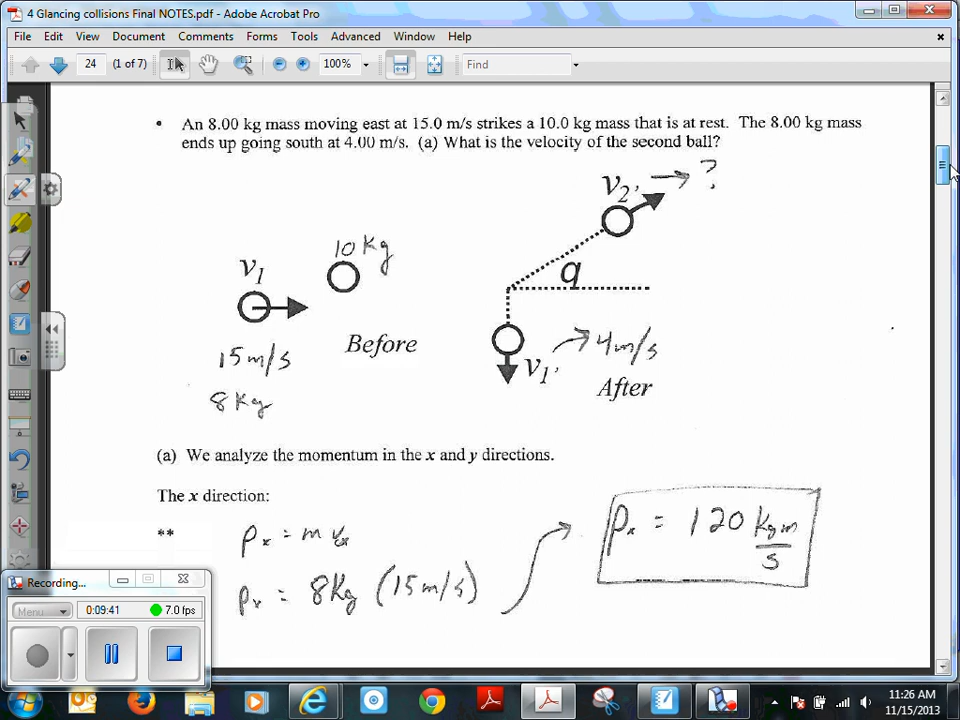 4 Glancing collisions Final NOTES.pdf - Adobe Acrobat Pro
File Edit View Document Comments Forms Tools Advanced Window Help
24 (1 of 7) 100% Find
• An 8.00 kg mass moving east at 15.0 m/s strikes a 10.0 kg mass that is at rest. The 8.00 kg mass
ends up going south at 4.00 m/s. (a) What is the velocity of the second ball?
v2' → ?
10 kg
v1
q
Before
v1' → 4 m/s
15 m/s
After
8 kg
(a) We analyze the momentum in the x and y directions.
The x direction:
** px = m vx
px = 120 kg m/s
px = 8 kg (15 m/s)
Recording...
Menu 0:09:41 7.0 fps
11:26 AM
11/15/2013